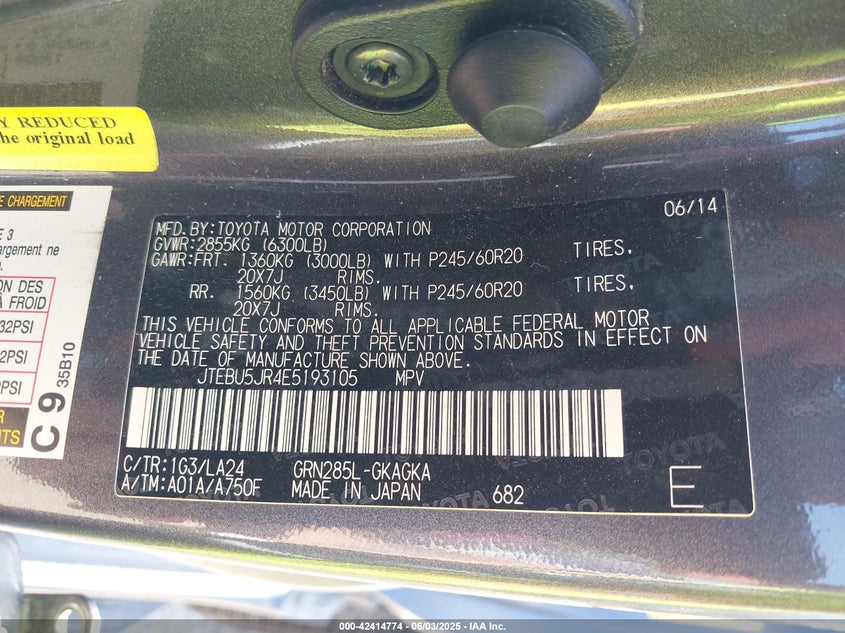 Y REDUCED
he original load
E CHARGEMENT
E 3
argement ne
ON DES
À FROID
32PSI
2PSI
PSI
R
NTS
C 9 35B10
06/14
MFD.BY:TOYOTA MOTOR CORPORATION
GVWR:2855KG (6300LB)
GAWR:FRT. 1360KG (3000LB) WITH P245/60R20 TIRES,
20X7J RIMS.
RR. 1560KG (3450LB) WITH P245/60R20 TIRES,
20X7J RIMS.
THIS VEHICLE CONFORMS TO ALL APPLICABLE FEDERAL MOTOR
VEHICLE SAFETY AND THEFT PREVENTION STANDARDS IN EFFECT ON
THE DATE OF MANUFACTURE SHOWN ABOVE.
JTEBU5JR4E5193105 MPV
C/TR:1G3/LA24 GRN285L-GKAGKA
A/TM:A01A/A750F MADE IN JAPAN 682 E
TOYOTA
000-42414774 - 06/03/2025 - IAA Inc.